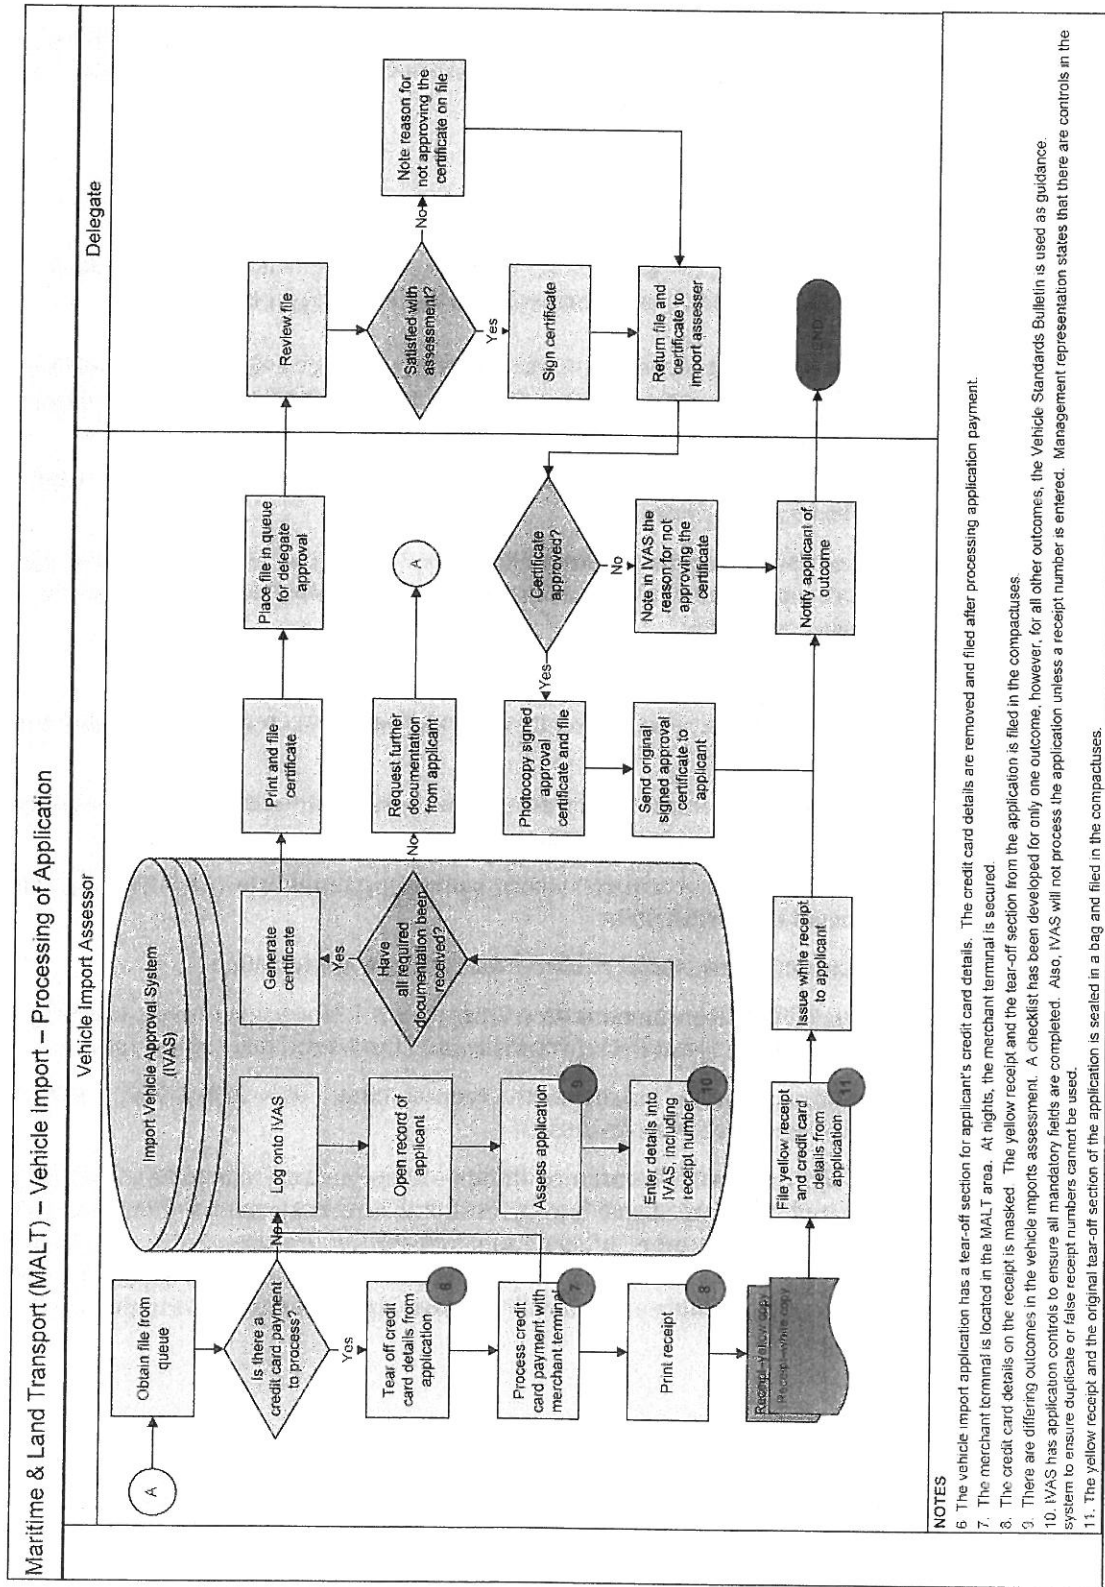 Maritime & Land Transport (MALT) – Vehicle Import – Processing of Application
Vehicle Import Assessor
Delegate
A
Obtain file from
queue
Is there a
credit card payment
to process?
No
Yes
Tear off credit
card details from
application
6
Process credit
card payment with
merchant terminal
7
Print receipt
8
Receipt–yellow copy
Receipt–white copy
Import Vehicle Approval System
(IVAS)
Log onto IVAS
Open record of
applicant
Assess application
9
Enter details into
IVAS, including
receipt number
10
File yellow receipt
and credit card
details from
application
11
Generate
certificate
Yes
Have
all required
documentation been
received?
No
Issue white receipt
to applicant
Print and file
certificate
Request further
documentation
from applicant
A
Place file in queue
for delegate
approval
Photocopy signed
approval
certificate and file
Send original
signed approval
certificate to
applicant
Yes
Certificate
approved?
No
Note in IVAS the
reason for not
approving the
certificate
Notify applicant of
outcome
Review file
Satisfied with
assessment?
No
Yes
Note reason for
not approving the
certificate on file
Sign certificate
Return file and
certificate to
import assesser
END
NOTES
6 The vehicle import application has a tear-off section for applicant's credit card details. The credit card details are removed and filed after processing application payment.
7. The merchant terminal is located in the MALT area. At nights, the merchant terminal is secured.
8. The credit card details on the receipt is masked. The yellow receipt and the tear-off section from the application is filed in the compactuses.
9. There are differing outcomes in the vehicle imports assessment. A checklist has been developed for only one outcome, however, for all other outcomes, the Vehicle Standards Bulletin is used as guidance.
10. IVAS has application controls to ensure all mandatory fields are completed. Also, IVAS will not process the application unless a receipt number is entered. Management representation states that there are controls in the
system to ensure duplicate or false receipt numbers cannot be used.
11. The yellow receipt and the original tear-off section of the application is sealed in a bag and filed in the compactuses.